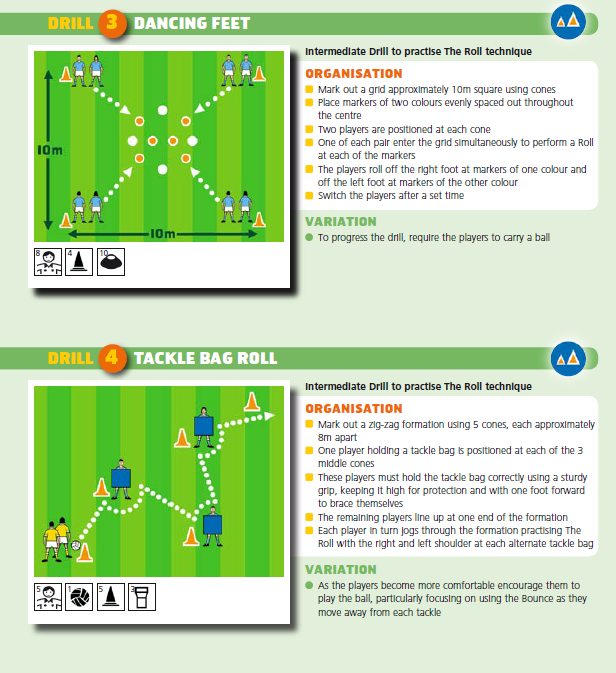 DRILL 3 DANCING FEET
10m
10m
8 4 10
Intermediate Drill to practise The Roll technique
ORGANISATION
Mark out a grid approximately 10m square using cones
Place markers of two colours evenly spaced out throughout
the centre
Two players are positioned at each cone
One of each pair enter the grid simultaneously to perform a Roll
at each of the markers
The players roll off the right foot at markers of one colour and
off the left foot at markers of the other colour
Switch the players after a set time
VARIATION
To progress the drill, require the players to carry a ball
DRILL 4 TACKLE BAG ROLL
5 1 5 3
Intermediate Drill to practise The Roll technique
ORGANISATION
Mark out a zig-zag formation using 5 cones, each approximately
8m apart
One player holding a tackle bag is positioned at each of the 3
middle cones
These players must hold the tackle bag correctly using a sturdy
grip, keeping it high for protection and with one foot forward
to brace themselves
The remaining players line up at one end of the formation
Each player in turn jogs through the formation practising The
Roll with the right and left shoulder at each alternate tackle bag
VARIATION
As the players become more comfortable encourage them to
play the ball, particularly focusing on using the Bounce as they
move away from each tackle